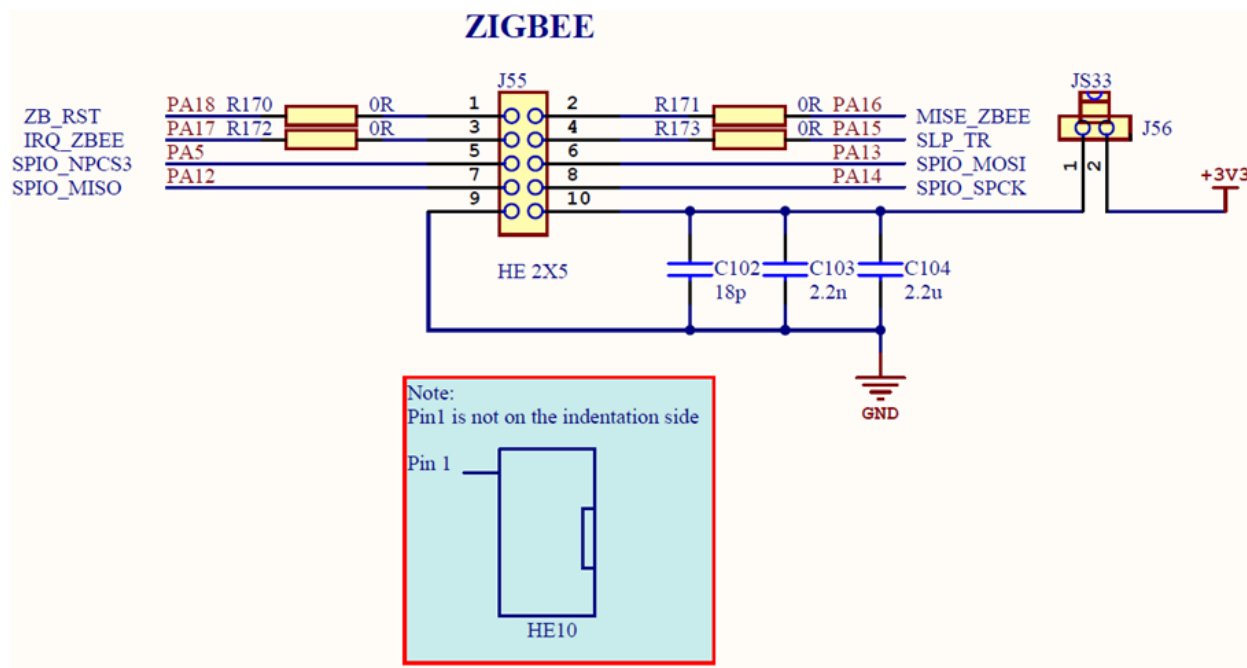 ZIGBEE
J55
JS33
ZB_RST PA18 R170 0R 1 2 R171 0R PA16 MISE_ZBEE
J56
IRQ_ZBEE PA17 R172 0R 3 4 R173 0R PA15 SLP_TR
SPIO_NPCS3 PA5 5 6 PA13 SPIO_MOSI
1 2
SPIO_MISO PA12 7 8 PA14 SPIO_SPCK
+3V3
9 10
HE 2X5
C102 C103 C104
18p 2.2n 2.2u
GND
Note:
Pin1 is not on the indentation side
Pin 1
HE10